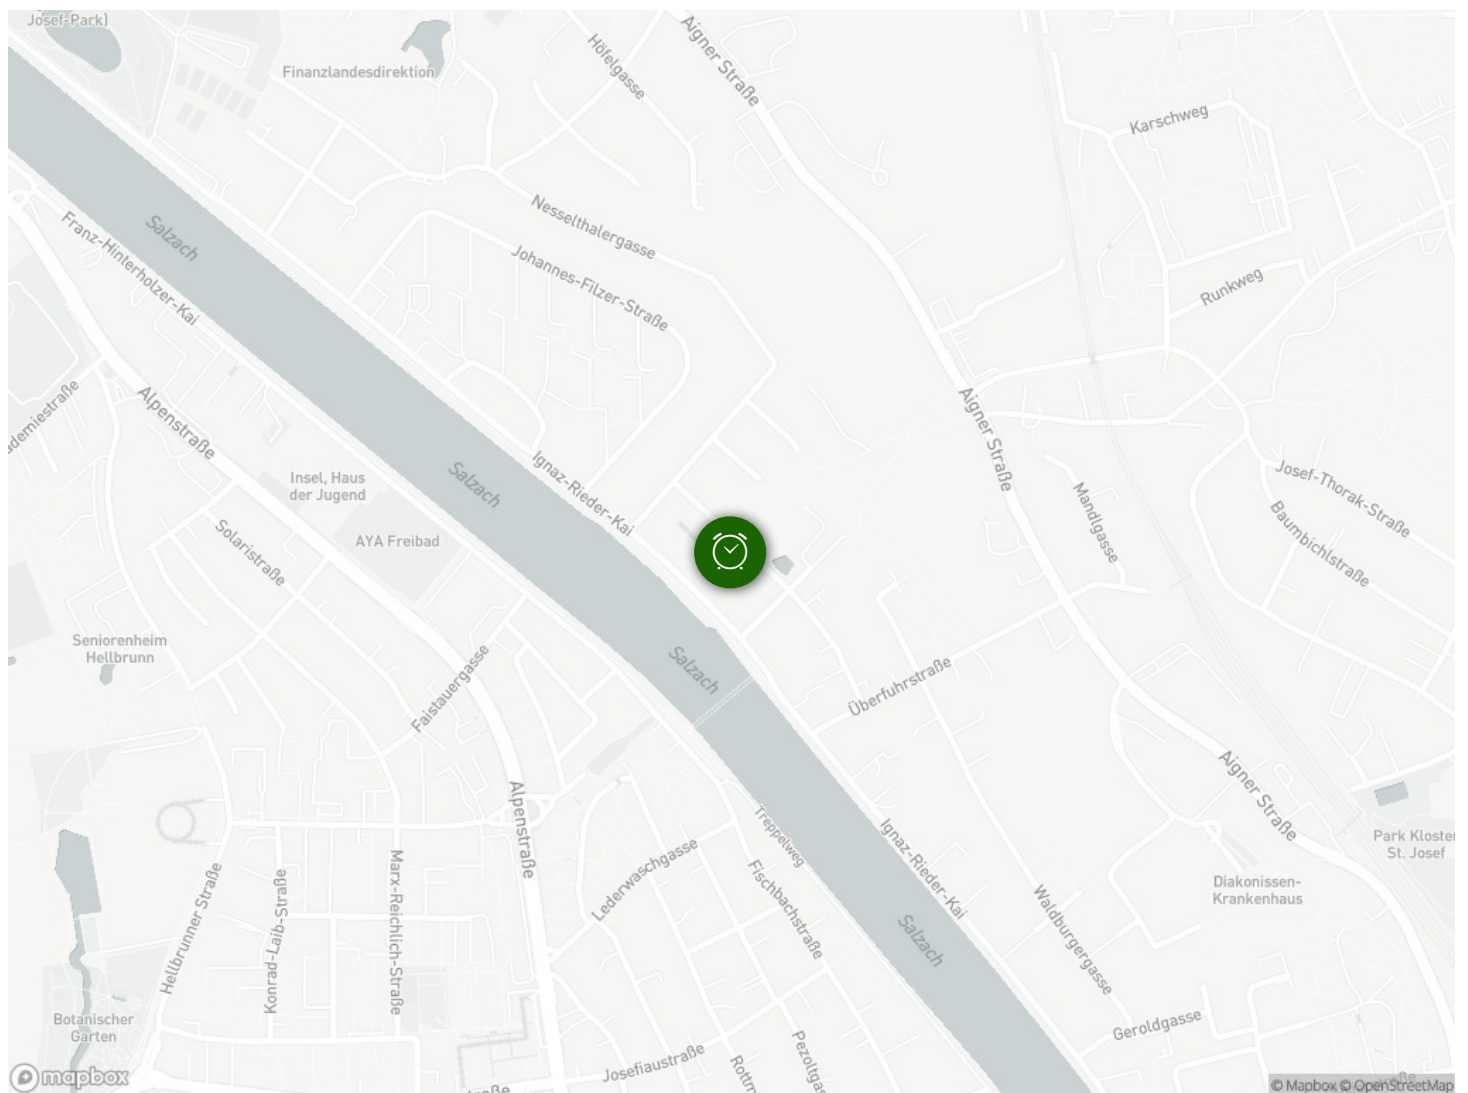 Josef-Park)
Finanzlandesdirektion
Höfelgasse
Aigner Straße
Karschweg
Salzach
Franz-Hinterholzer-Kai
Nesselthalergasse
Johannes-Filzer-Straße
Runkweg
Alpenstraße
ademiestraße
Aigner Straße
Insel, Haus
der Jugend
Salzach
Ignaz-Rieder-Kai
Mandlgasse
Josef-Thorak-Straße
Baumbichlstraße
Solaristraße
AYA Freibad
Seniorenheim
Hellbrunn
Faistauergasse
Salzach
Überfuhrstraße
Aigner Straße
Alpenstraße
Treppelweg
Ignaz-Rieder-Kai
Park Kloster
St. Josef
Hellbrunner Straße
Konrad-Laib-Straße
Marx-Reichlich-Straße
Lederwaschgasse
Fischbachstraße
Salzach
Waldburgergasse
Diakonissen-
Krankenhaus
Botanischer
Garten
Geroldgasse
Josefiaustraße
Pezoltgas
Rottm
mapbox
© Mapbox © OpenStreetMap